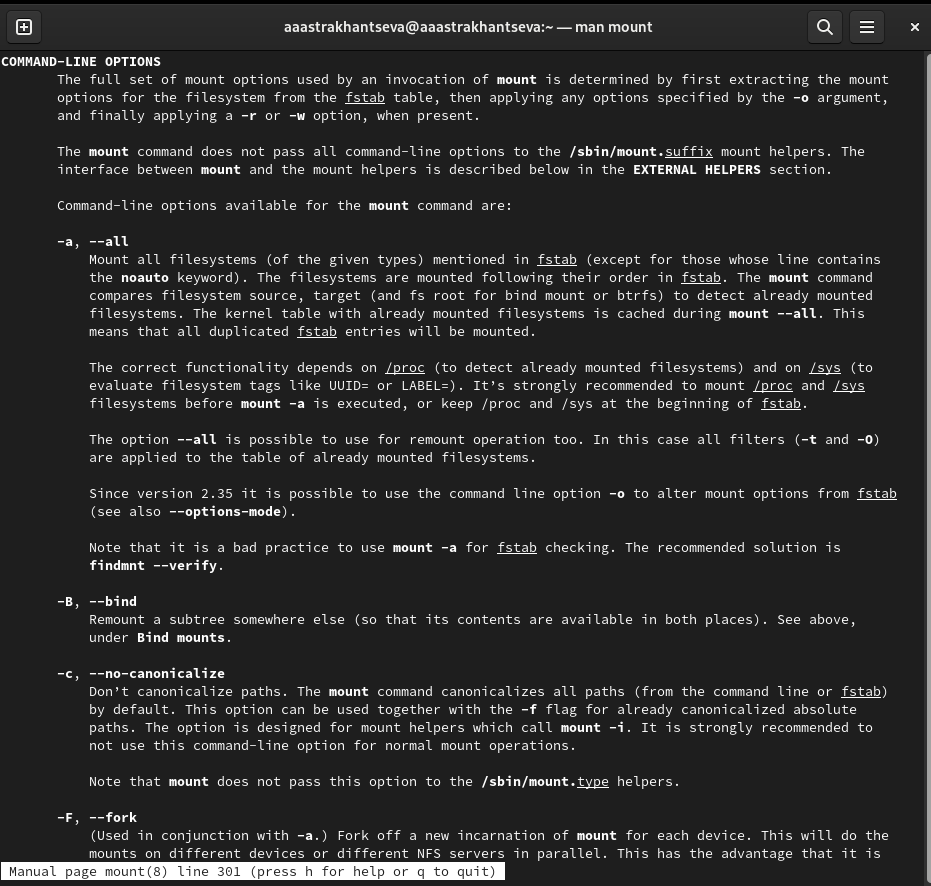 aaastrakhantseva@aaastrakhantseva:~ — man mount
COMMAND-LINE OPTIONS
The full set of mount options used by an invocation of mount is determined by first extracting the mount
options for the filesystem from the fstab table, then applying any options specified by the -o argument,
and finally applying a -r or -w option, when present.
The mount command does not pass all command-line options to the /sbin/mount.suffix mount helpers. The
interface between mount and the mount helpers is described below in the EXTERNAL HELPERS section.
Command-line options available for the mount command are:
-a, --all
Mount all filesystems (of the given types) mentioned in fstab (except for those whose line contains
the noauto keyword). The filesystems are mounted following their order in fstab. The mount command
compares filesystem source, target (and fs root for bind mount or btrfs) to detect already mounted
filesystems. The kernel table with already mounted filesystems is cached during mount --all. This
means that all duplicated fstab entries will be mounted.
The correct functionality depends on /proc (to detect already mounted filesystems) and on /sys (to
evaluate filesystem tags like UUID= or LABEL=). It’s strongly recommended to mount /proc and /sys
filesystems before mount -a is executed, or keep /proc and /sys at the beginning of fstab.
The option --all is possible to use for remount operation too. In this case all filters (-t and -O)
are applied to the table of already mounted filesystems.
Since version 2.35 it is possible to use the command line option -o to alter mount options from fstab
(see also --options-mode).
Note that it is a bad practice to use mount -a for fstab checking. The recommended solution is
findmnt --verify.
-B, --bind
Remount a subtree somewhere else (so that its contents are available in both places). See above,
under Bind mounts.
-c, --no-canonicalize
Don’t canonicalize paths. The mount command canonicalizes all paths (from the command line or fstab)
by default. This option can be used together with the -f flag for already canonicalized absolute
paths. The option is designed for mount helpers which call mount -i. It is strongly recommended to
not use this command-line option for normal mount operations.
Note that mount does not pass this option to the /sbin/mount.type helpers.
-F, --fork
(Used in conjunction with -a.) Fork off a new incarnation of mount for each device. This will do the
mounts on different devices or different NFS servers in parallel. This has the advantage that it is
Manual page mount(8) line 301 (press h for help or q to quit)